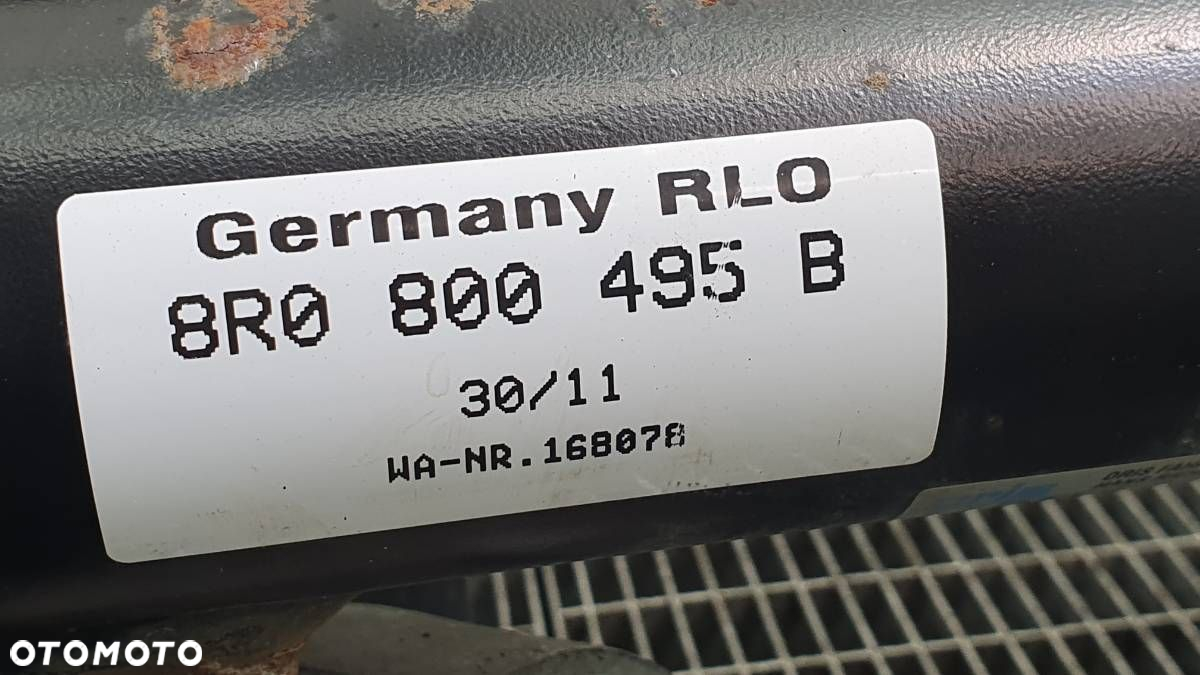 Germany RLO
8R0 800 495 B
30/11
WA-NR.168078
OTOMOTO